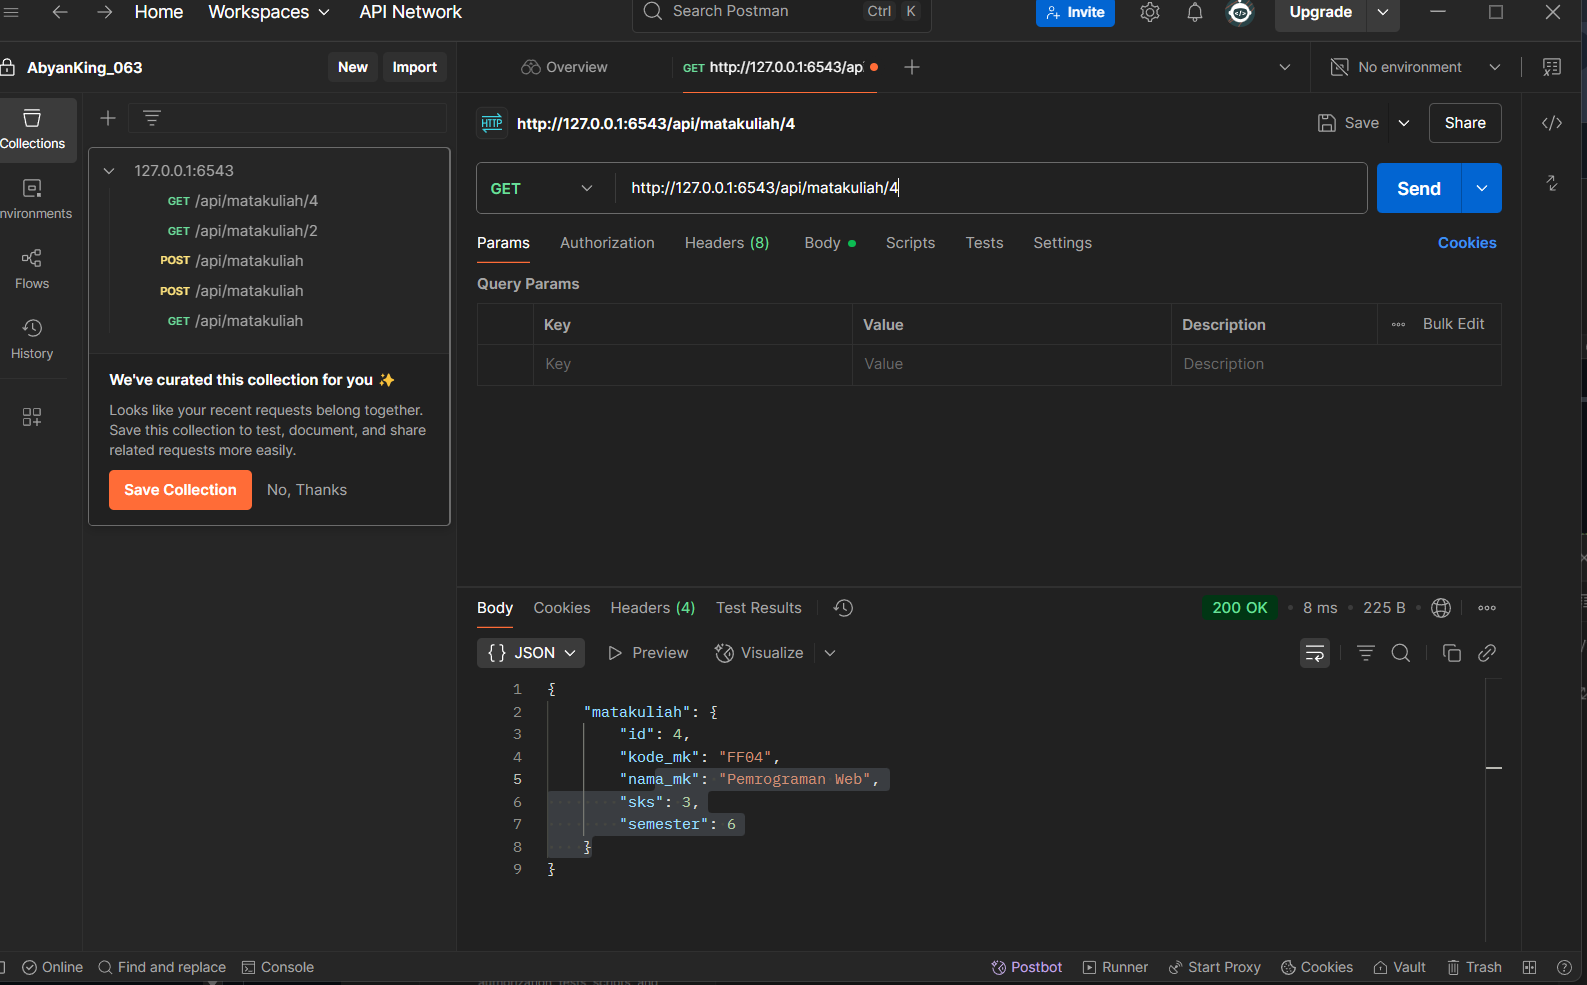 Home Workspaces API Network
Search Postman Ctrl K
Invite
Upgrade
AbyanKing_063
New
Import
Overview
GET http://127.0.0.1:6543/ap
No environment
Collections
nvironments
Flows
History
127.0.0.1:6543
GET /api/matakuliah/4
GET /api/matakuliah/2
POST /api/matakuliah
POST /api/matakuliah
GET /api/matakuliah
We've curated this collection for you ✨
Looks like your recent requests belong together.
Save this collection to test, document, and share
related requests more easily.
Save Collection
No, Thanks
HTTP http://127.0.0.1:6543/api/matakuliah/4
Save
Share
GET http://127.0.0.1:6543/api/matakuliah/4
Send
Params Authorization Headers (8) Body Scripts Tests Settings
Cookies
Query Params
Key Value Description Bulk Edit
Key Value Description
Body Cookies Headers (4) Test Results
200 OK • 8 ms • 225 B
{} JSON Preview Visualize
1 {
2 "matakuliah": {
3 "id": 4,
4 "kode_mk": "FF04",
5 "nama_mk": "Pemrograman Web",
6 "sks": 3,
7 "semester": 6
8 }
9 }
Online Find and replace Console
Postbot Runner Start Proxy Cookies Vault Trash